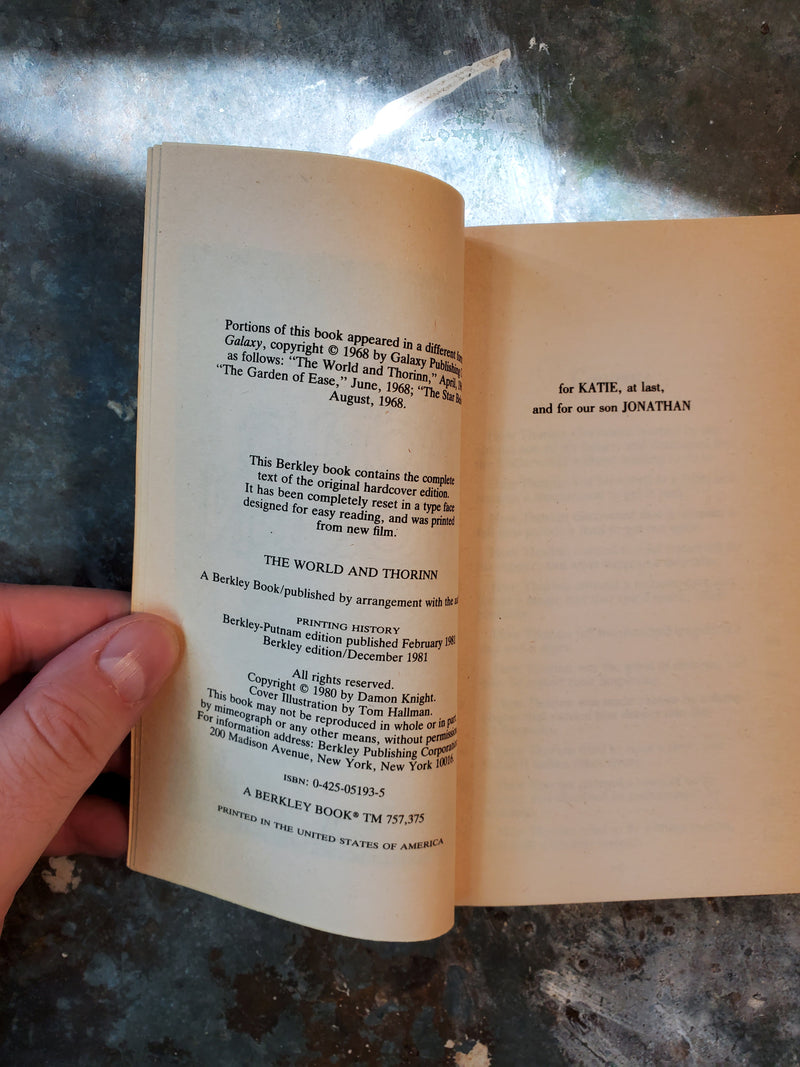 Portions of this book appeared in a different
Galaxy, copyright © 1968 by Galaxy Publishing
as follows: "The World and Thorinn," April,
"The Garden of Ease," June, 1968; "The Star
August, 1968.
This Berkley book contains the complete
text of the original hardcover edition.
It has been completely reset in a type face
designed for easy reading, and was printed
from new film.
THE WORLD AND THORINN
A Berkley Book/published by arrangement with the
PRINTING HISTORY
Berkley-Putnam edition published February 1981
Berkley edition/December 1981
All rights reserved.
Copyright © 1980 by Damon Knight.
Cover Illustration by Tom Hallman.
This book may not be reproduced in whole or in part,
by mimeograph or any other means, without
For information address: Berkley Publishing
200 Madison Avenue, New York, New York 10016
ISBN: 0-425-05193-5
A BERKLEY BOOK® TM 757,375
PRINTED IN THE UNITED STATES OF AMERICA
for KATIE, at last,
and for our son JONATHAN